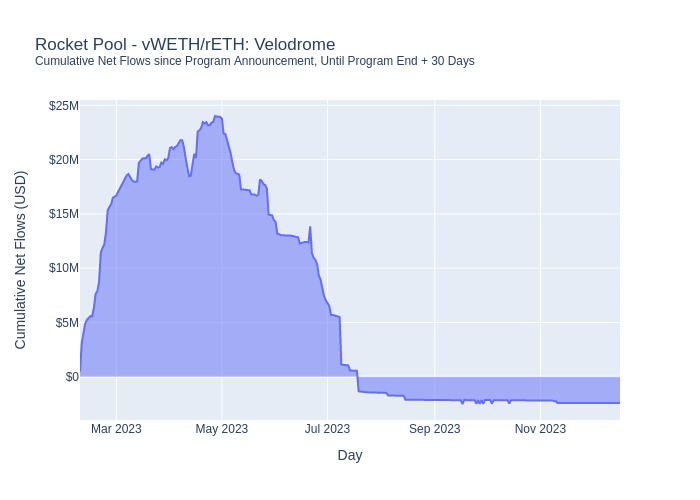 Rocket Pool - vWETH/rETH: Velodrome
Cumulative Net Flows since Program Announcement, Until Program End + 30 Days
Cumulative Net Flows (USD)
$25M
$20M
$15M
$10M
$5M
$0
Mar 2023
May 2023
Jul 2023
Sep 2023
Nov 2023
Day